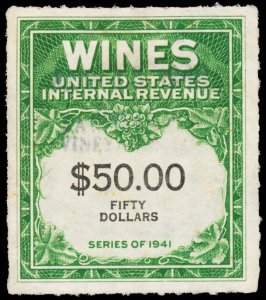 WINES
UNITED STATES
INTERNAL REVENUE
$50.00
FIFTY
DOLLARS
SERIES OF 1941